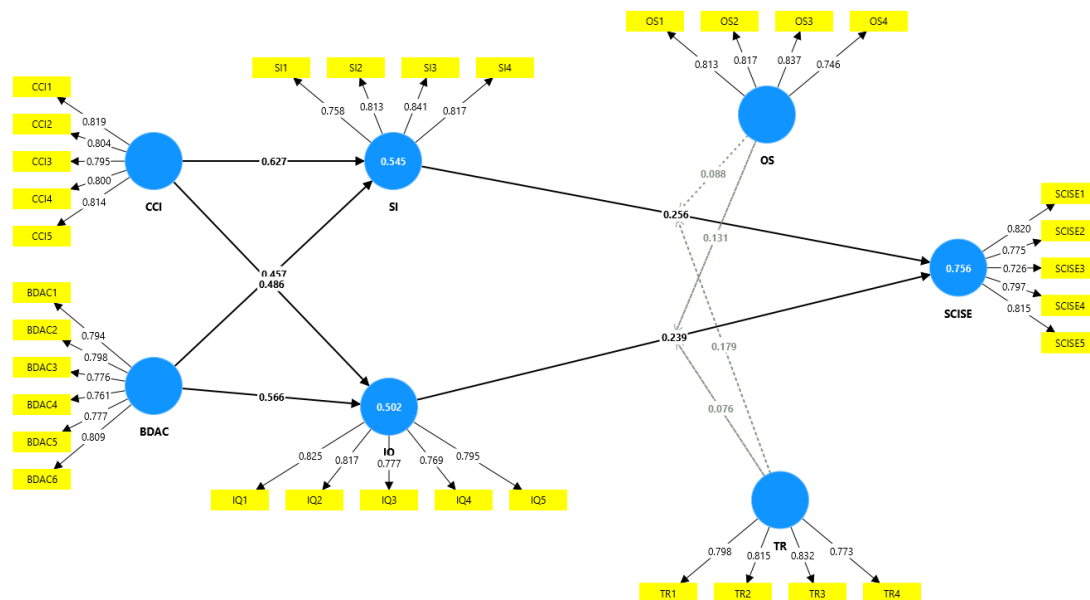 OS1
OS2
OS3
OS4
0.813
0.817
0.837
0.746
OS
SI1
SI2
SI3
SI4
0.758
0.813
0.841
0.817
0.545
SI
CCI1
CCI2
CCI3
CCI4
CCI5
0.819
0.804
0.795
0.800
0.814
CCI
0.627
0.457
0.486
0.088
0.256
0.131
SCISE1
SCISE2
SCISE3
SCISE4
SCISE5
0.820
0.775
0.726
0.797
0.815
0.756
SCISE
BDAC1
BDAC2
BDAC3
BDAC4
BDAC5
BDAC6
0.794
0.798
0.776
0.761
0.777
0.809
BDAC
0.566
0.239
0.179
0.076
0.502
IQ
0.825
0.817
0.777
0.769
0.795
IQ1
IQ2
IQ3
IQ4
IQ5
TR
0.798
0.815
0.832
0.773
TR1
TR2
TR3
TR4